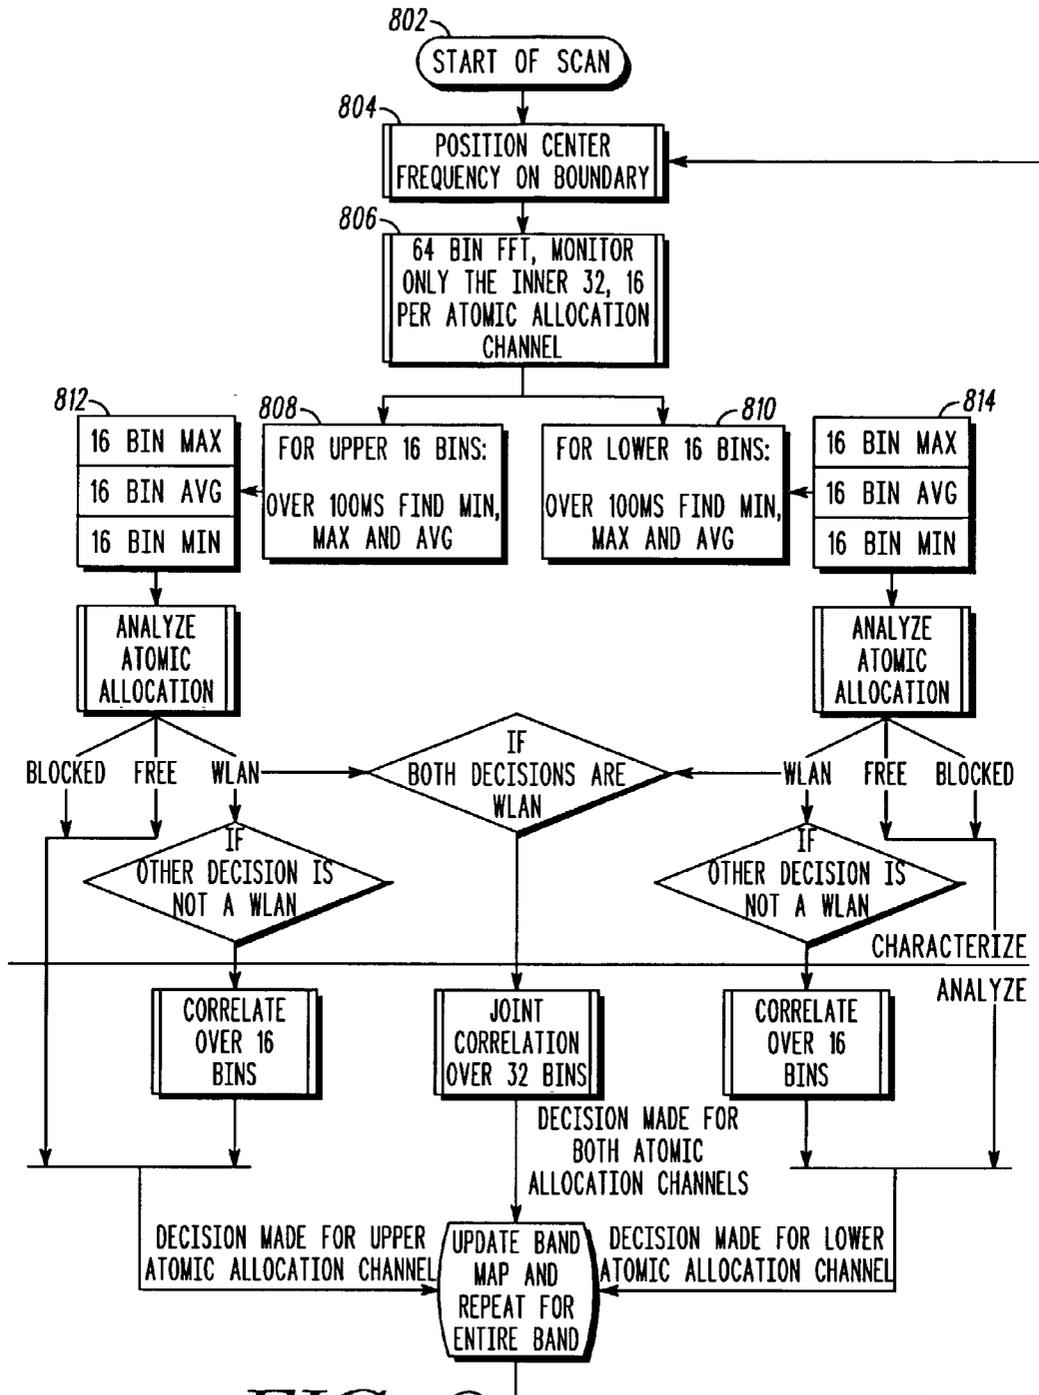 802
START OF SCAN
804
POSITION CENTER
FREQUENCY ON BOUNDARY
806
64 BIN FFT, MONITOR
ONLY THE INNER 32, 16
PER ATOMIC ALLOCATION
CHANNEL
812
16 BIN MAX
16 BIN AVG
16 BIN MIN
808
FOR UPPER 16 BINS:
OVER 100MS FIND MIN,
MAX AND AVG
810
FOR LOWER 16 BINS:
OVER 100MS FIND MIN,
MAX AND AVG
814
16 BIN MAX
16 BIN AVG
16 BIN MIN
ANALYZE
ATOMIC
ALLOCATION
ANALYZE
ATOMIC
ALLOCATION
BLOCKED FREE WLAN
IF
BOTH DECISIONS ARE
WLAN
WLAN FREE BLOCKED
IF
OTHER DECISION IS
NOT A WLAN
IF
OTHER DECISION IS
NOT A WLAN
CHARACTERIZE
ANALYZE
CORRELATE
OVER 16
BINS
JOINT
CORRELATION
OVER 32 BINS
CORRELATE
OVER 16
BINS
DECISION MADE FOR
BOTH ATOMIC
ALLOCATION CHANNELS
DECISION MADE FOR UPPER
ATOMIC ALLOCATION CHANNEL
UPDATE BAND
MAP AND
REPEAT FOR
ENTIRE BAND
DECISION MADE FOR LOWER
ATOMIC ALLOCATION CHANNEL